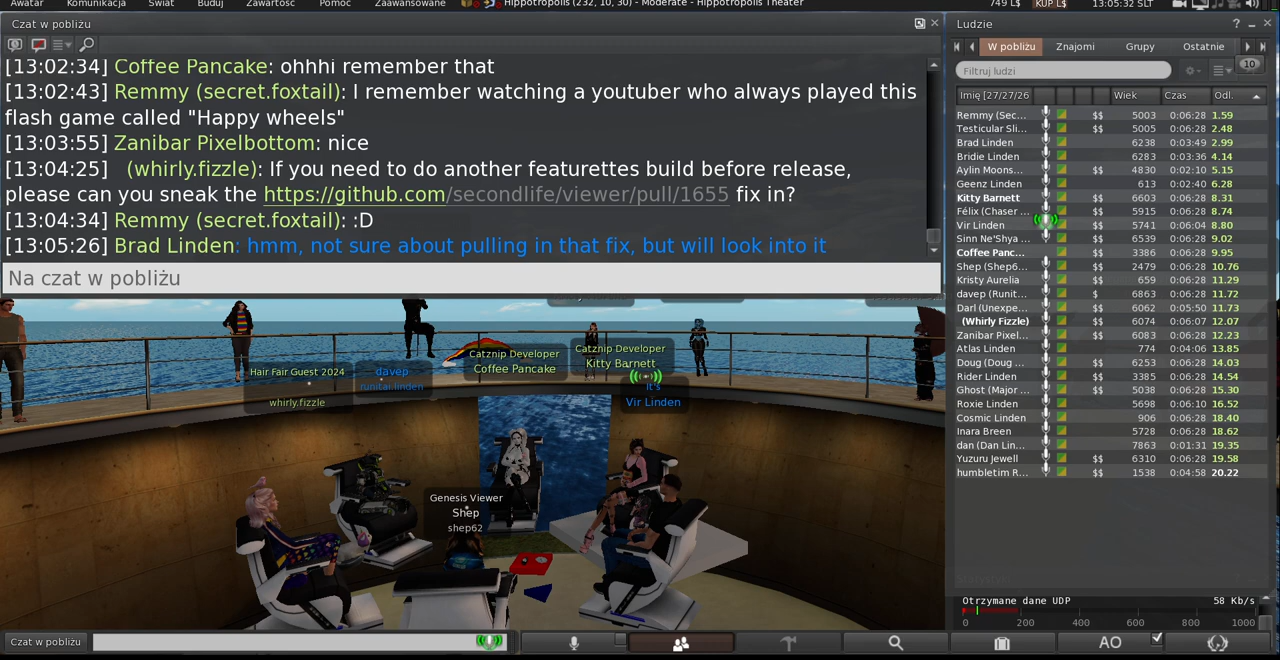 Awatar Komunikacja Świat Buduj Zawartość Pomoc Zaawansowane Hippotropolis (232, 10, 30) - Moderate - Hippotropolis Theater 749 L$ KUP L$ 13:05:32 SLT
Czat w pobliżu
[13:02:34] Coffee Pancake: ohhhi remember that
[13:02:43] Remmy (secret.foxtail): I remember watching a youtuber who always played this
flash game called "Happy wheels"
[13:03:55] Zanibar Pixelbottom: nice
[13:04:25] (whirly.fizzle): If you need to do another featurettes build before release,
please can you sneak the https://github.com/secondlife/viewer/pull/1655 fix in?
[13:04:34] Remmy (secret.foxtail): :D
[13:05:26] Brad Linden: hmm, not sure about pulling in that fix, but will look into it
Na czat w pobliżu
Hair Fair Guest 2024
whirly.fizzle
davep
runitai.linden
Catznip Developer
Coffee Pancake
Catznip Developer
Kitty Barnett
It's
Vir Linden
Genesis Viewer
Shep
shep62
Czat w pobliżu
Ludzie
W pobliżu Znajomi Grupy Ostatnie
Filtruj ludzi
10
Imię [27/27/26 Wiek Czas Odl.
Remmy (Sec... $$ 5003 0:06:28 1.59
Testicular Sli... $$ 5005 0:06:28 2.48
Brad Linden 6238 0:03:49 2.99
Bridie Linden 6283 0:03:36 4.14
Aylin Moons... $$ 4830 0:02:10 5.15
Geenz Linden 613 0:02:40 6.28
Kitty Barnett $$ 6603 0:06:28 8.31
Félix (Chaser ... $$ 5915 0:06:28 8.74
Vir Linden $$ 5741 0:06:04 8.80
Sinn Ne'Shya ... $$ 6539 0:06:28 9.02
Coffee Panc... $$ 3386 0:06:28 9.95
Shep (Shep6... $$ 2479 0:06:28 10.76
Kristy Aurelia $$ 659 0:06:28 11.29
davep (Runit... $ 6863 0:06:28 11.72
Darl (Unexpe... $$ 6062 0:05:50 11.73
(Whirly Fizzle) $$ 6074 0:06:07 12.07
Zanibar Pixel... $$ 6083 0:06:28 12.23
Atlas Linden 774 0:04:06 13.85
Doug (Doug ... $$ 6253 0:06:28 14.03
Rider Linden $$ 3385 0:06:28 14.54
Ghost (Major ... $$ 5038 0:06:28 15.30
Roxie Linden 5698 0:06:10 16.52
Cosmic Linden 906 0:06:28 18.40
Inara Breen 5728 0:06:28 18.62
dan (Dan Lin... 7863 0:01:31 19.35
Yuzuru Jewell $$ 6310 0:06:28 19.58
humbletim R... $$ 1538 0:04:58 20.22
Otrzymane dane UDP 58 Kb/s
0 200 400 600 800 1000
AO